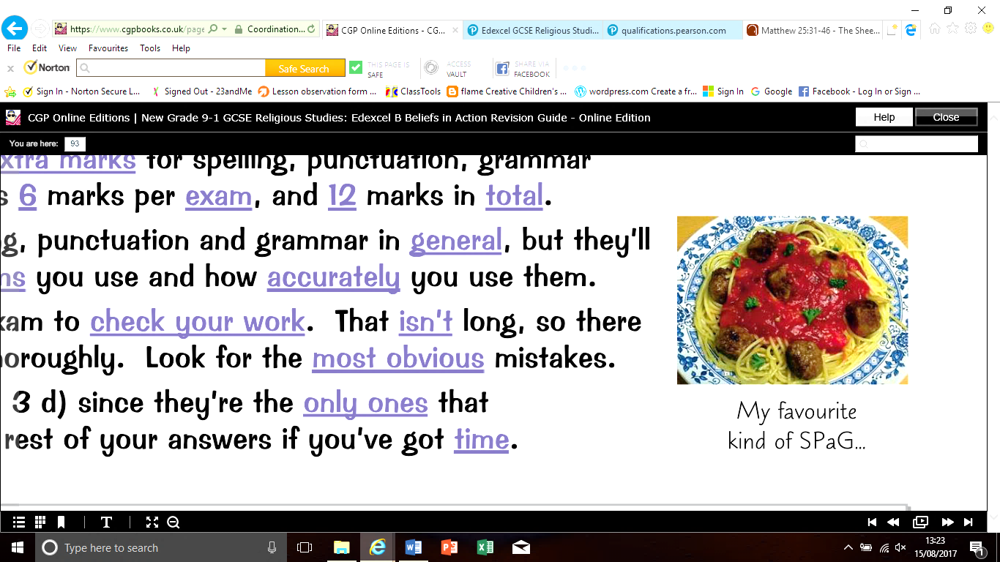 https://www.cgpbooks.co.uk/page
Coordination...
CGP Online Editions - CG...
Edexcel GCSE Religious Studi...
qualifications.pearson.com
Matthew 25:31-46 - The Shee...
File Edit View Favourites Tools Help
x Norton Safe Search THIS PAGE IS SAFE ACCESS VAULT SHARE VIA FACEBOOK
Sign In - Norton Secure L... Signed Out - 23andMe Lesson observation form ... ClassTools flame Creative Children's ... wordpress.com Create a fr... Sign In Google Facebook - Log In or Sign ...
CGP Online Editions | New Grade 9-1 GCSE Religious Studies: Edexcel B Beliefs in Action Revision Guide - Online Edition Help Close
You are here: 93
xtra marks for spelling, punctuation, grammar
s 6 marks per exam, and 12 marks in total.
g, punctuation and grammar in general, but they'll
ns you use and how accurately you use them.
xam to check your work. That isn't long, so there
horoughly. Look for the most obvious mistakes.
3 d) since they're the only ones that
rest of your answers if you've got time.
My favourite
kind of SPaG...
T
Type here to search
13:23
15/08/2017
1